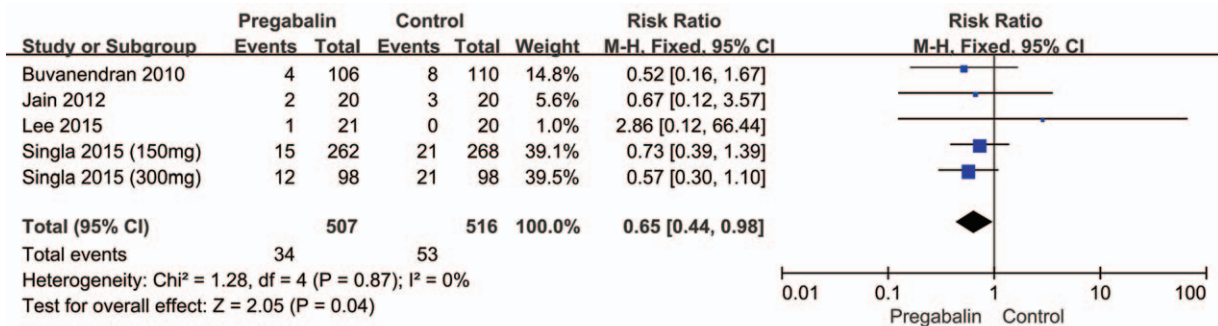 Pregabalin Control Risk Ratio Risk Ratio
Study or Subgroup Events Total Events Total Weight M-H, Fixed, 95% CI M-H, Fixed, 95% CI
Buvanendran 2010 4 106 8 110 14.8% 0.52 [0.16, 1.67]
Jain 2012 2 20 3 20 5.6% 0.67 [0.12, 3.57]
Lee 2015 1 21 0 20 1.0% 2.86 [0.12, 66.44]
Singla 2015 (150mg) 15 262 21 268 39.1% 0.73 [0.39, 1.39]
Singla 2015 (300mg) 12 98 21 98 39.5% 0.57 [0.30, 1.10]
Total (95% CI) 507 516 100.0% 0.65 [0.44, 0.98]
Total events 34 53
Heterogeneity: Chi² = 1.28, df = 4 (P = 0.87); I² = 0%
Test for overall effect: Z = 2.05 (P = 0.04)
0.01 0.1 1 10 100
Pregabalin Control